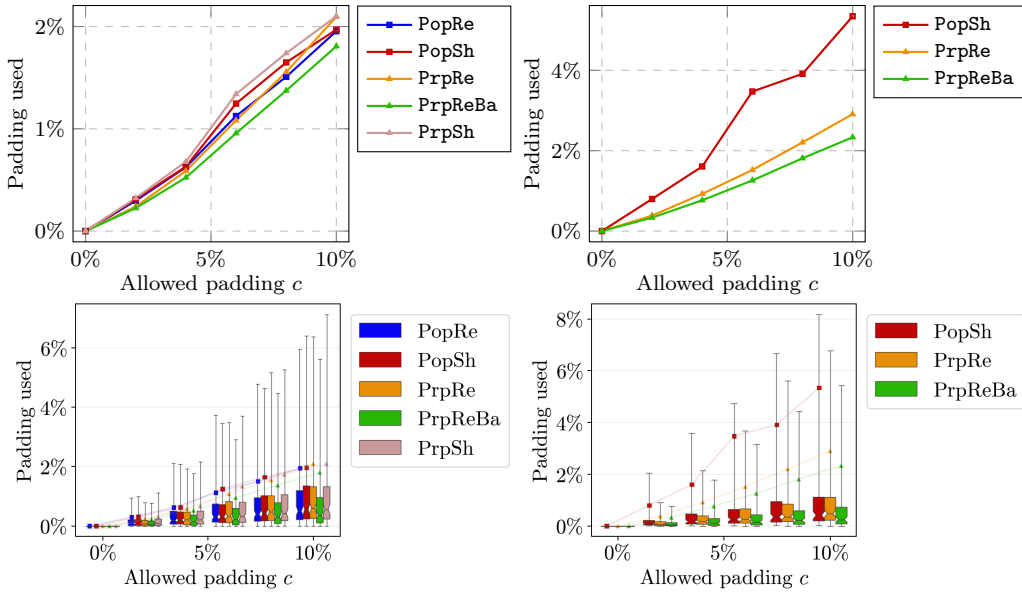 2%
1%
0%
Padding used
0%
5%
10%
Allowed padding c
PopRe
PopSh
PrpRe
PrpReBa
PrpSh
4%
2%
0%
Padding used
0%
5%
10%
Allowed padding c
PopSh
PrpRe
PrpReBa
6%
4%
2%
0%
Padding used
0%
5%
10%
Allowed padding c
PopRe
PopSh
PrpRe
PrpReBa
PrpSh
8%
6%
4%
2%
0%
Padding used
0%
5%
10%
Allowed padding c
PopSh
PrpRe
PrpReBa